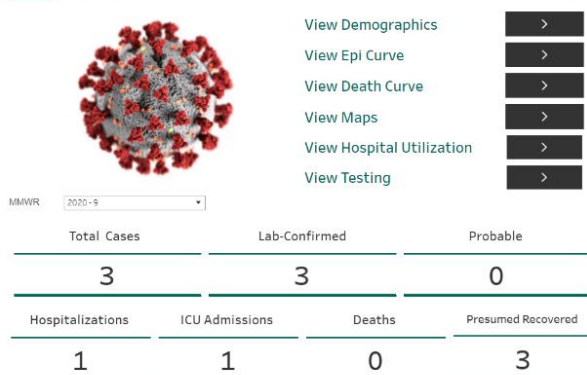 View Demographics >
View Epi Curve >
View Death Curve >
View Maps >
View Hospital Utilization >
View Testing >
MMWR 2020-9
Total Cases Lab-Confirmed Probable
3 3 0
Hospitalizations ICU Admissions Deaths Presumed Recovered
1 1 0 3